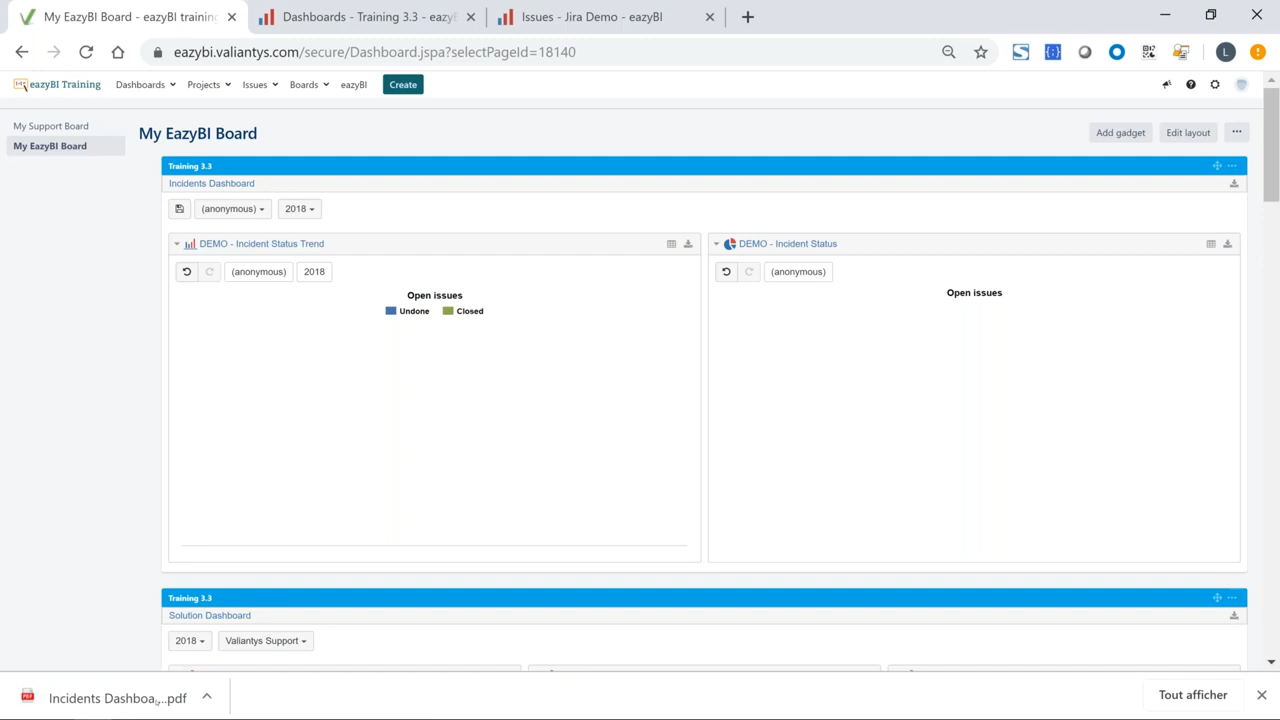 My EazyBI Board - eazyBI training
Dashboards - Training 3.3 - eazyB
Issues - Jira Demo - eazyBI
eazybi.valiantys.com/secure/Dashboard.jspa?selectPageId=18140
L
eazyBI Training
Dashboards
Projects
Issues
Boards
eazyBI
Create
My Support Board
My EazyBI Board
My EazyBI Board
Add gadget
Edit layout
Training 3.3
Incidents Dashboard
(anonymous)
2018
DEMO - Incident Status Trend
(anonymous)
2018
Open issues
Undone
Closed
DEMO - Incident Status
(anonymous)
Open issues
Training 3.3
Solution Dashboard
2018
Valiantys Support
Incidents Dashboa...pdf
Tout afficher